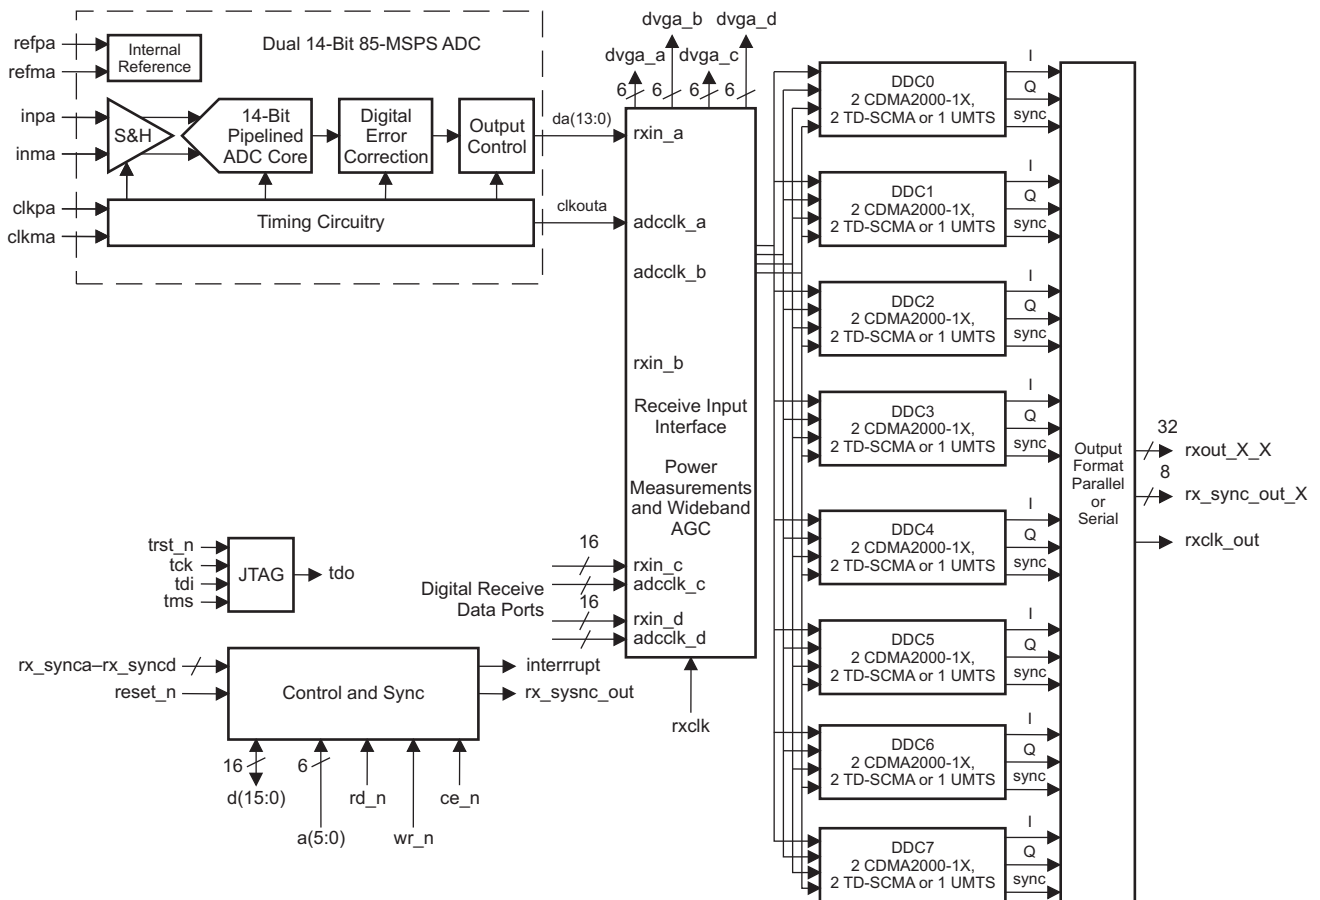 dvga_b
dvga_d
dvga_a
dvga_c
6
6
6
6
refpa
refma
Internal
Reference
Dual 14-Bit 85-MSPS ADC
inpa
inma
S&H
14-Bit
Pipelined
ADC Core
Digital
Error
Correction
Output
Control
da(13:0)
clkpa
clkma
Timing Circuitry
clkouta
rxin_a
adcclk_a
adcclk_b
rxin_b
Receive Input
Interface
Power
Measurements
and Wideband
AGC
rxin_c
adcclk_c
rxin_d
adcclk_d
16
16
Digital Receive
Data Ports
rxclk
trst_n
tck
tdi
tms
JTAG
tdo
rx_synca–rx_syncd
reset_n
Control and Sync
interrrupt
rx_sysnc_out
16
6
d(15:0)
a(5:0)
rd_n
wr_n
ce_n
DDC0
2 CDMA2000-1X,
2 TD-SCMA or 1 UMTS
I
Q
sync
DDC1
2 CDMA2000-1X,
2 TD-SCMA or 1 UMTS
I
Q
sync
DDC2
2 CDMA2000-1X,
2 TD-SCMA or 1 UMTS
I
Q
sync
DDC3
2 CDMA2000-1X,
2 TD-SCMA or 1 UMTS
I
Q
sync
DDC4
2 CDMA2000-1X,
2 TD-SCMA or 1 UMTS
I
Q
sync
DDC5
2 CDMA2000-1X,
2 TD-SCMA or 1 UMTS
I
Q
sync
DDC6
2 CDMA2000-1X,
2 TD-SCMA or 1 UMTS
I
Q
sync
DDC7
2 CDMA2000-1X,
2 TD-SCMA or 1 UMTS
I
Q
sync
Output
Format
Parallel
or
Serial
32
rxout_X_X
8
rx_sync_out_X
rxclk_out